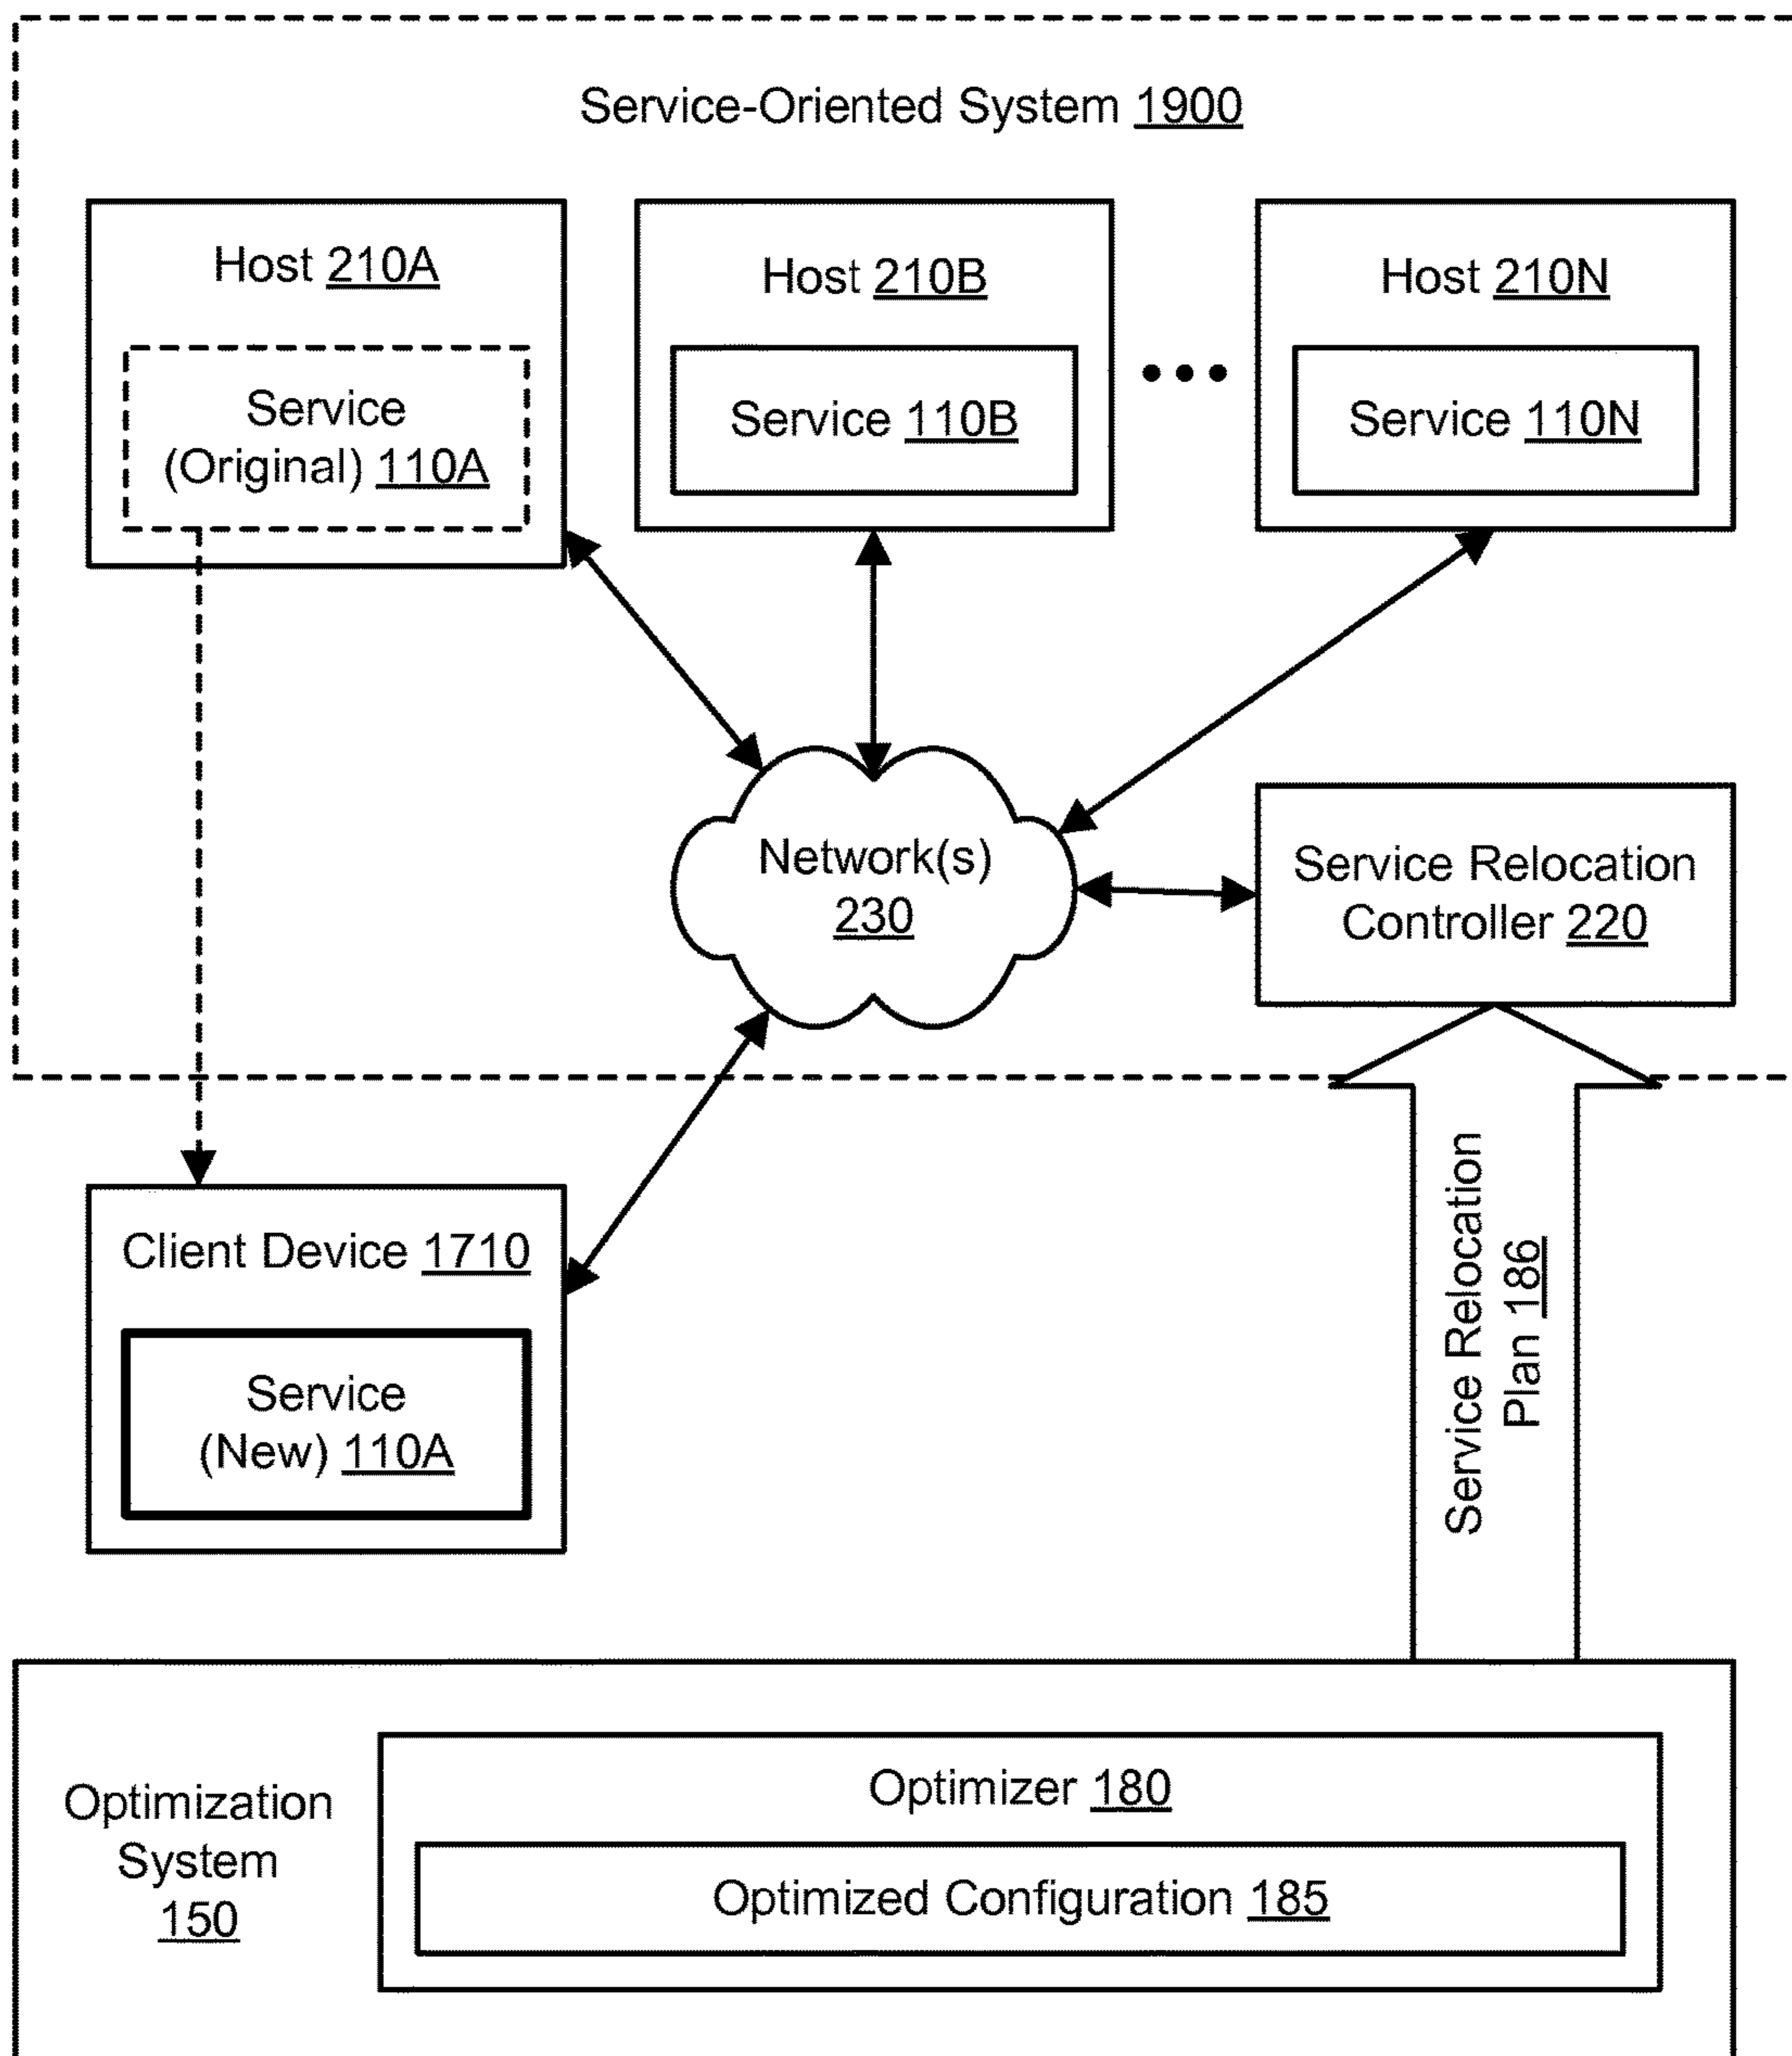 Service-Oriented System 1900
Host 210A
Service
(Original) 110A
Host 210B
Service 110B
Host 210N
Service 110N
Network(s)
230
Service Relocation
Controller 220
Client Device 1710
Service
(New) 110A
Service Relocation
Plan 186
Optimization
System
150
Optimizer 180
Optimized Configuration 185